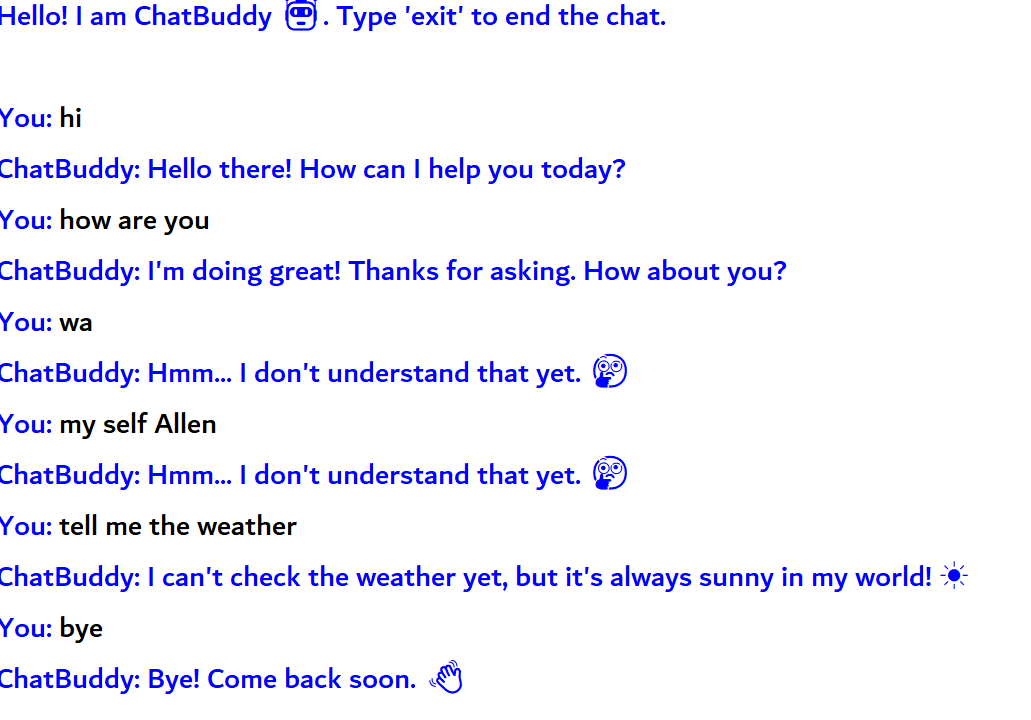 Hello! I am ChatBuddy 🤖. Type 'exit' to end the chat.
You: hi
ChatBuddy: Hello there! How can I help you today?
You: how are you
ChatBuddy: I'm doing great! Thanks for asking. How about you?
You: wa
ChatBuddy: Hmm... I don't understand that yet. 🤔
You: my self Allen
ChatBuddy: Hmm... I don't understand that yet. 🤔
You: tell me the weather
ChatBuddy: I can't check the weather yet, but it's always sunny in my world! ☀
You: bye
ChatBuddy: Bye! Come back soon. 👋